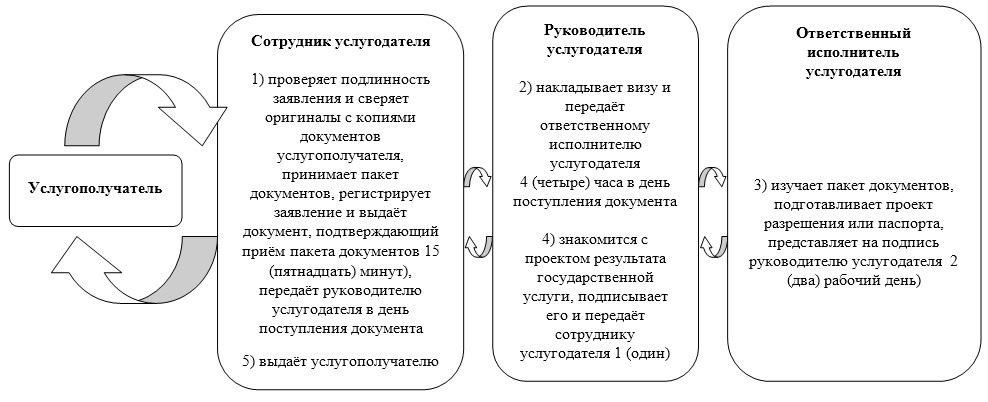 Услугополучатель
Сотрудник услугодателя
1) проверяет подлинность
заявления и сверяет
оригиналы с копиями
документов
услугополучателя,
принимает пакет
документов, регистрирует
заявление и выдаёт
документ, подтверждающий
приём пакета документов 15
(пятнадцать) минут),
передаёт руководителю
услугодателя в день
поступления документа
5) выдаёт услугополучателю
Руководитель
услугодателя
2) накладывает визу и
передаёт
ответственному
исполнителю
услугодателя
4 (четыре) часа в день
поступления документа
4) знакомится с
проектом результата
государственной
услуги, подписывает
его и передаёт
сотруднику
услугодателя 1 (один)
Ответственный
исполнитель
услугодателя
3) изучает пакет документов,
подготавливает проект
разрешения или паспорта,
представляет на подпись
руководителю услугодателя 2
(два) рабочий день)